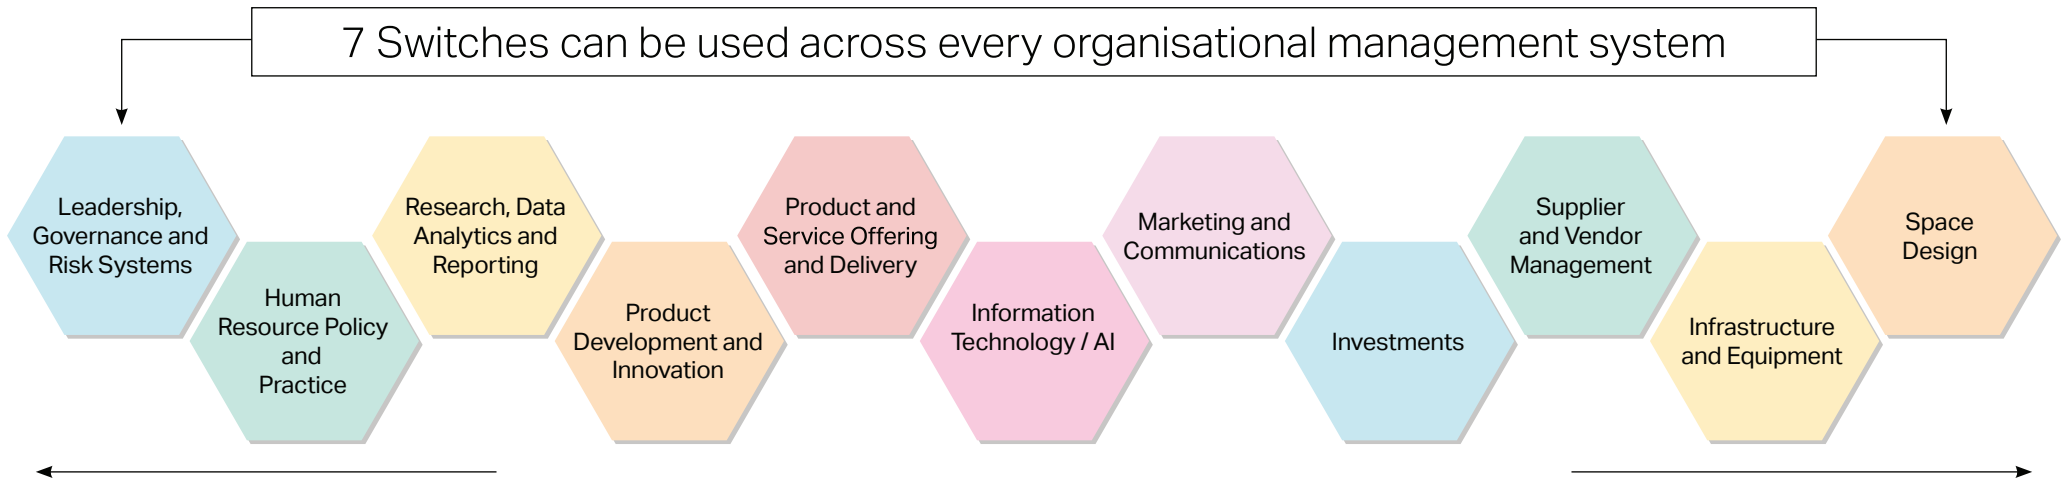 7 Switches can be used across every organisational management system
Leadership,
Governance and
Risk Systems
Human
Resource Policy
and
Practice
Research, Data
Analytics and
Reporting
Product
Development and
Innovation
Product and
Service Offering
and Delivery
Information
Technology / AI
Marketing and
Communications
Investments
Supplier
and Vendor
Management
Infrastructure
and Equipment
Space
Design